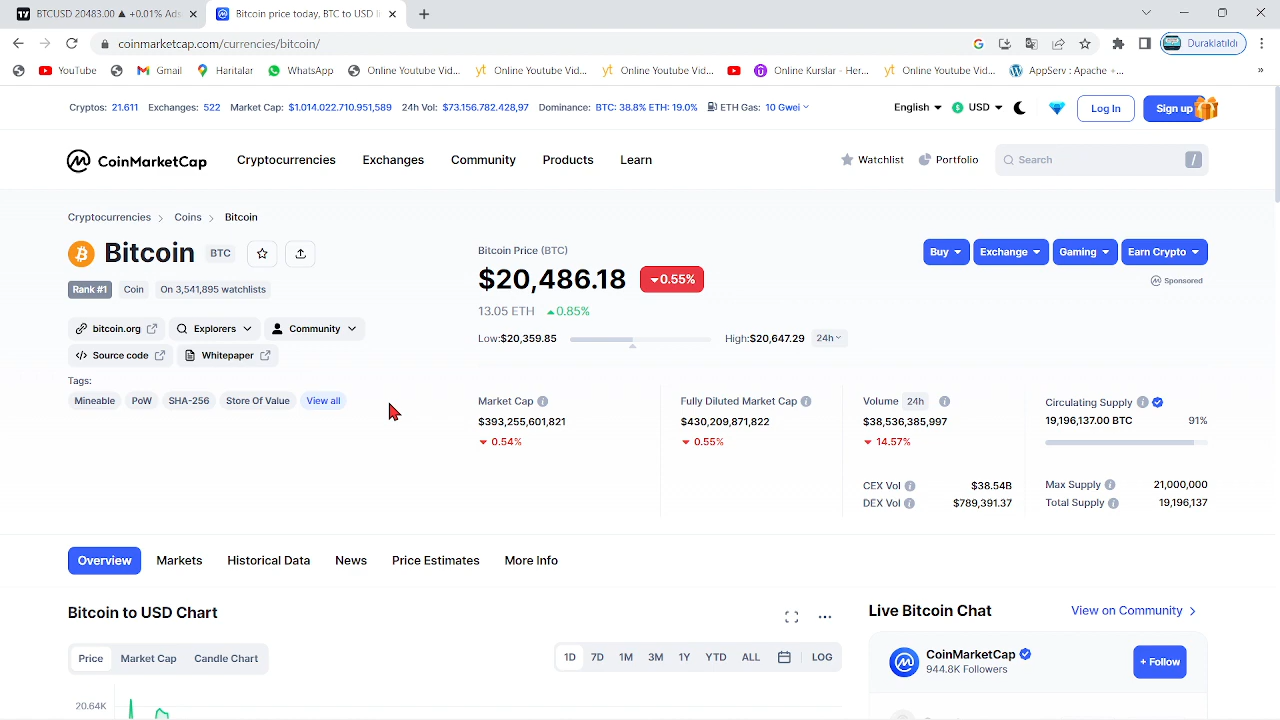 BTCUSD 20483.00 ▲ +0.01% Ads
Bitcoin price today, BTC to USD li
coinmarketcap.com/currencies/bitcoin/
Duraklatıldı
YouTube
Gmail
Haritalar
WhatsApp
Online Youtube Vid...
Online Youtube Vid...
Online Youtube Vid...
Online Kurslar - Her...
Online Youtube Vid...
AppServ : Apache +...
»
Cryptos: 21.611 Exchanges: 522 Market Cap: $1.014.022.710.951,589 24h Vol: $73.156.782.428,97 Dominance: BTC: 38.8% ETH: 19.0% ETH Gas: 10 Gwei
English USD Log In Sign up
CoinMarketCap Cryptocurrencies Exchanges Community Products Learn
Watchlist Portfolio Search /
Cryptocurrencies > Coins > Bitcoin
Bitcoin BTC
Rank #1 Coin On 3,541,895 watchlists
bitcoin.org Explorers Community
Source code Whitepaper
Tags:
Mineable PoW SHA-256 Store Of Value View all
Bitcoin Price (BTC)
$20,486.18 0.55%
13.05 ETH 0.85%
Low:$20,359.85 High:$20,647.29 24h
Buy Exchange Gaming Earn Crypto
Sponsored
Market Cap
$393,255,601,821
0.54%
Fully Diluted Market Cap
$430,209,871,822
0.55%
Volume 24h
$38,536,385,997
14.57%
CEX Vol $38.54B
DEX Vol $789,391.37
Circulating Supply
19,196,137.00 BTC 91%
Max Supply 21,000,000
Total Supply 19,196,137
Overview Markets Historical Data News Price Estimates More Info
Bitcoin to USD Chart
Price Market Cap Candle Chart
1D 7D 1M 3M 1Y YTD ALL LOG
20.64K
Live Bitcoin Chat View on Community >
CoinMarketCap
944.8K Followers
+ Follow